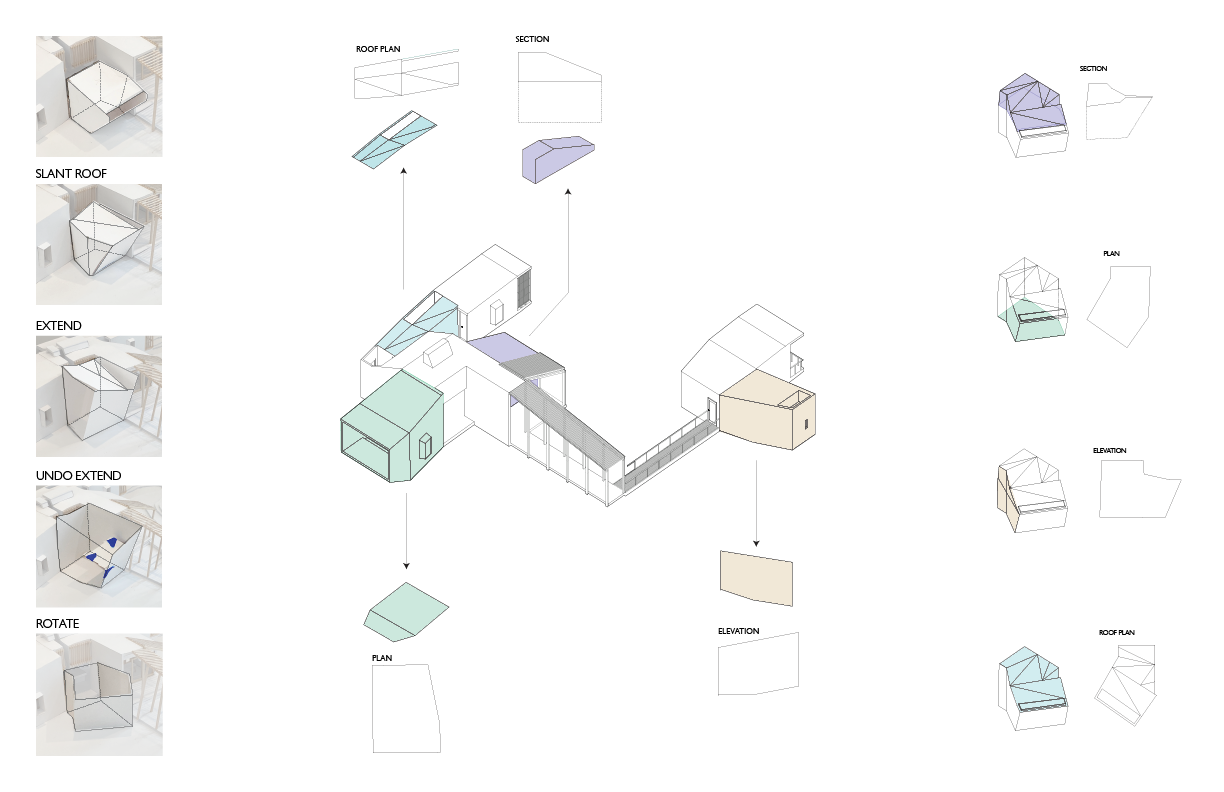 SLANT ROOF
EXTEND
UNDO EXTEND
ROTATE
ROOF PLAN
SECTION
PLAN
ELEVATION
SECTION
PLAN
ELEVATION
ROOF PLAN